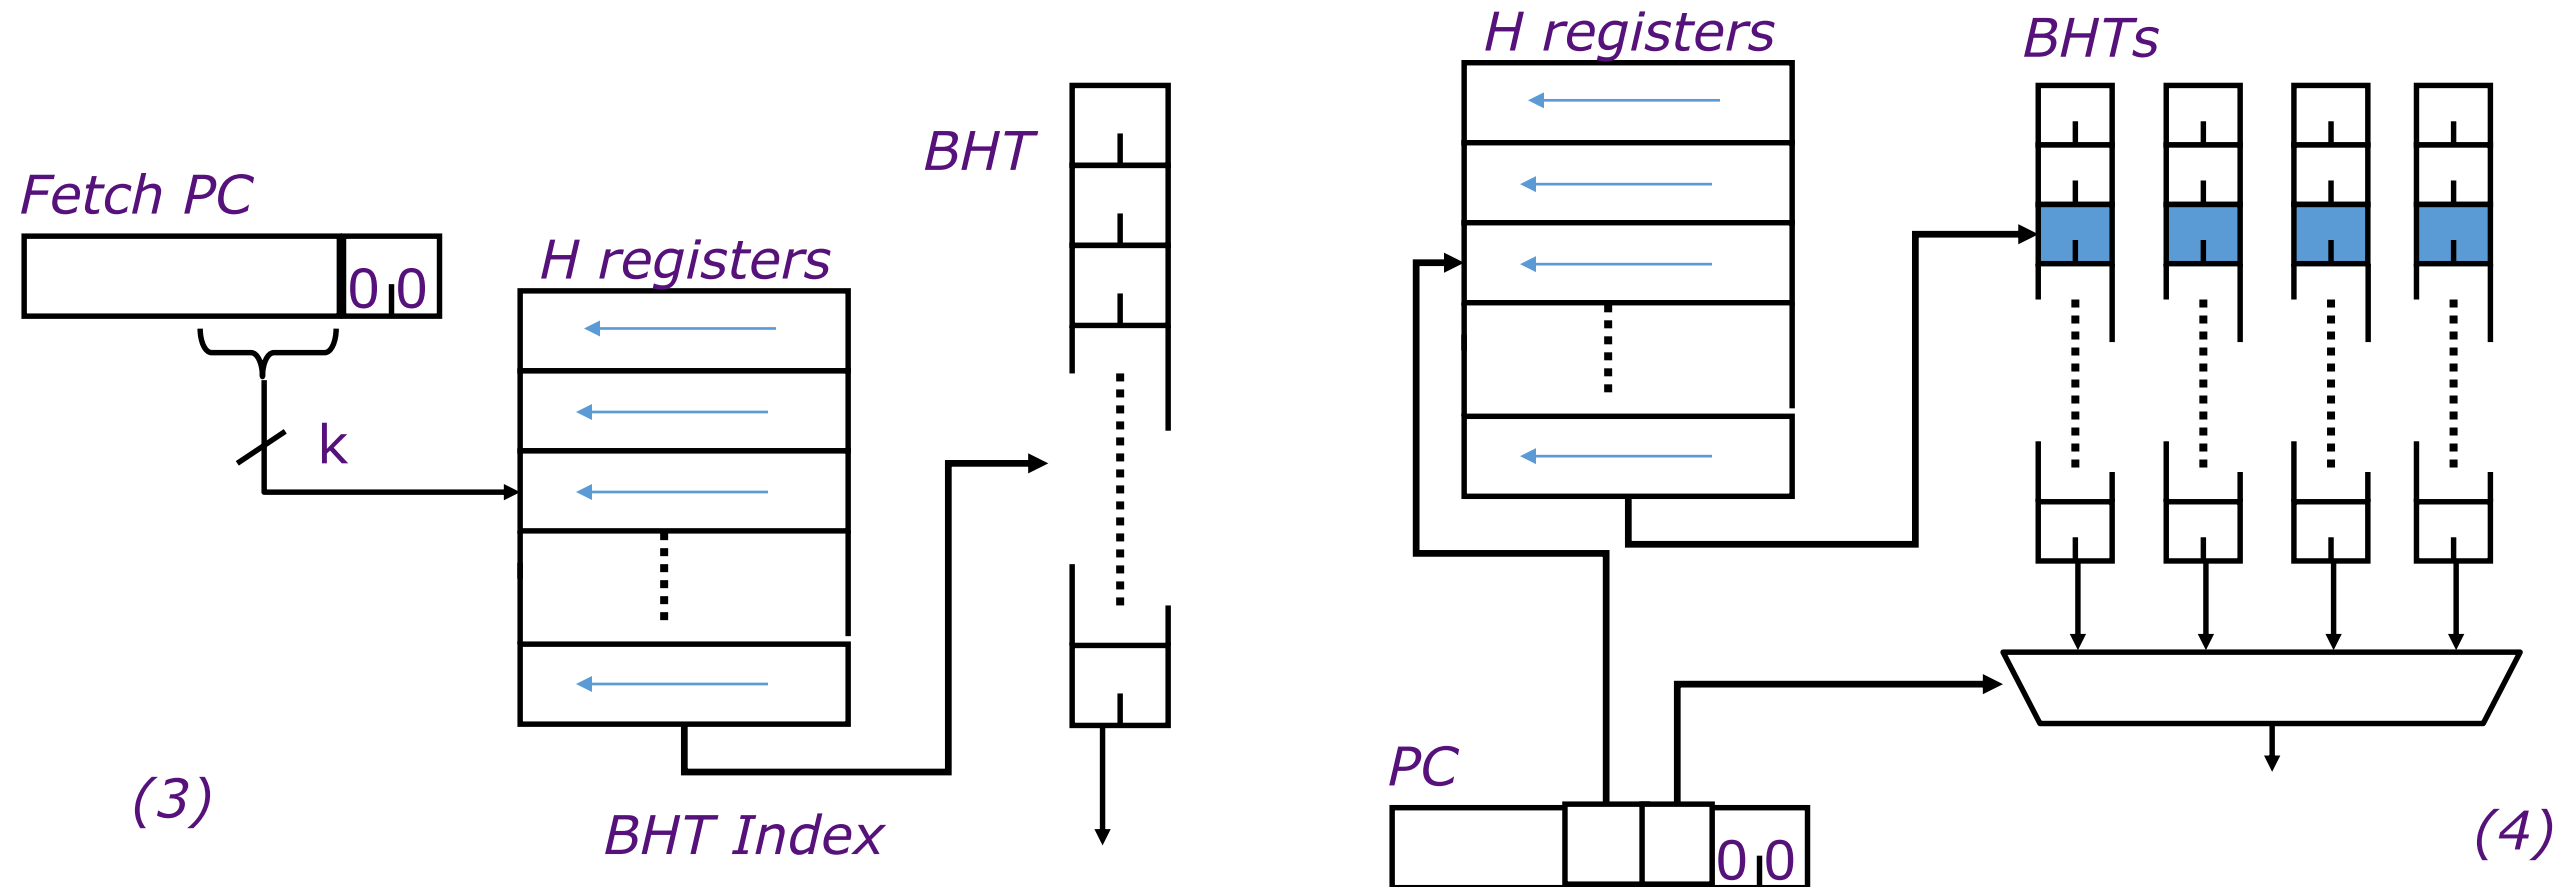 Fetch PC
0 0
k
H registers
BHT
BHT Index
(3)
H registers
BHTs
PC
0 0
(4)